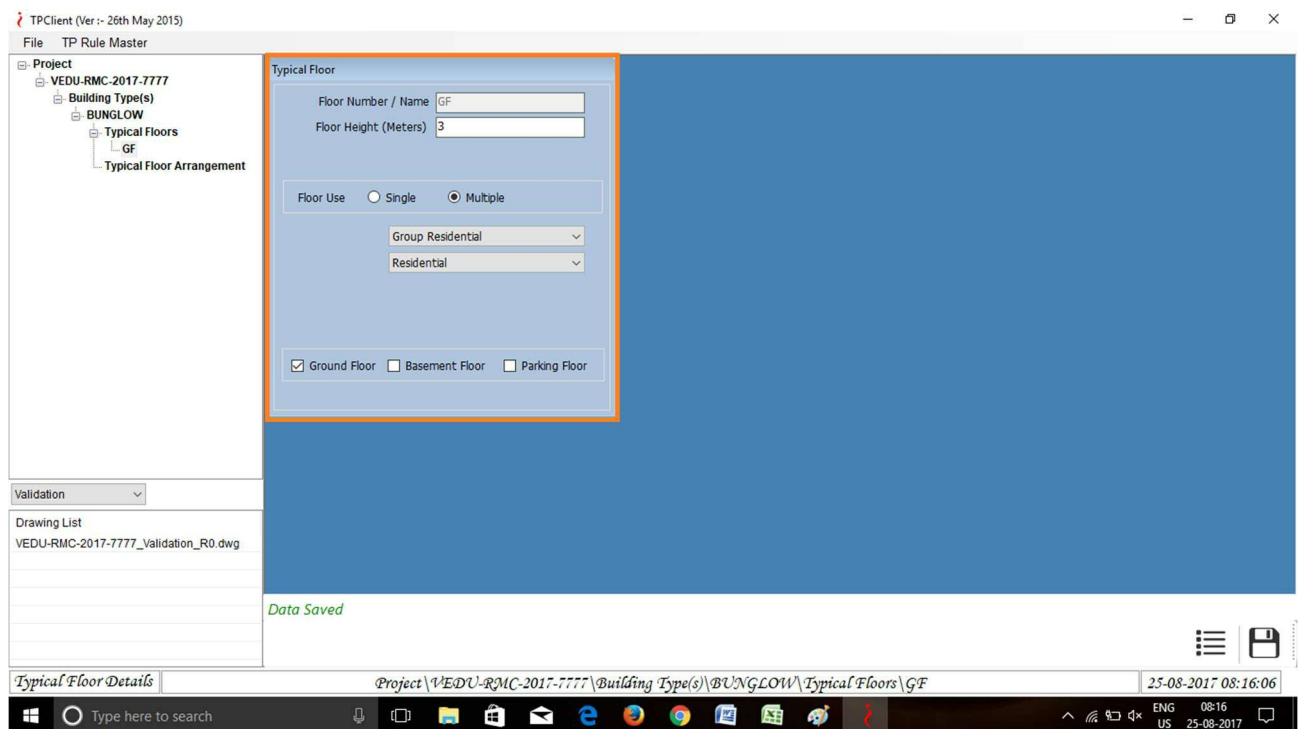 TPClient (Ver :- 26th May 2015)
File TP Rule Master
Project
VEDU-RMC-2017-7777
Building Type(s)
BUNGLOW
Typical Floors
GF
Typical Floor Arrangement
Typical Floor
Floor Number / Name GF
Floor Height (Meters) 3
Floor Use Single Multiple
Group Residential
Residential
Ground Floor Basement Floor Parking Floor
Validation
Drawing List
VEDU-RMC-2017-7777_Validation_R0.dwg
Data Saved
Typical Floor Details Project\VEDU-RMC-2017-7777\Building Type(s)\BUNGLOW\Typical Floors\GF 25-08-2017 08:16:06
Type here to search
ENG 08:16
US 25-08-2017